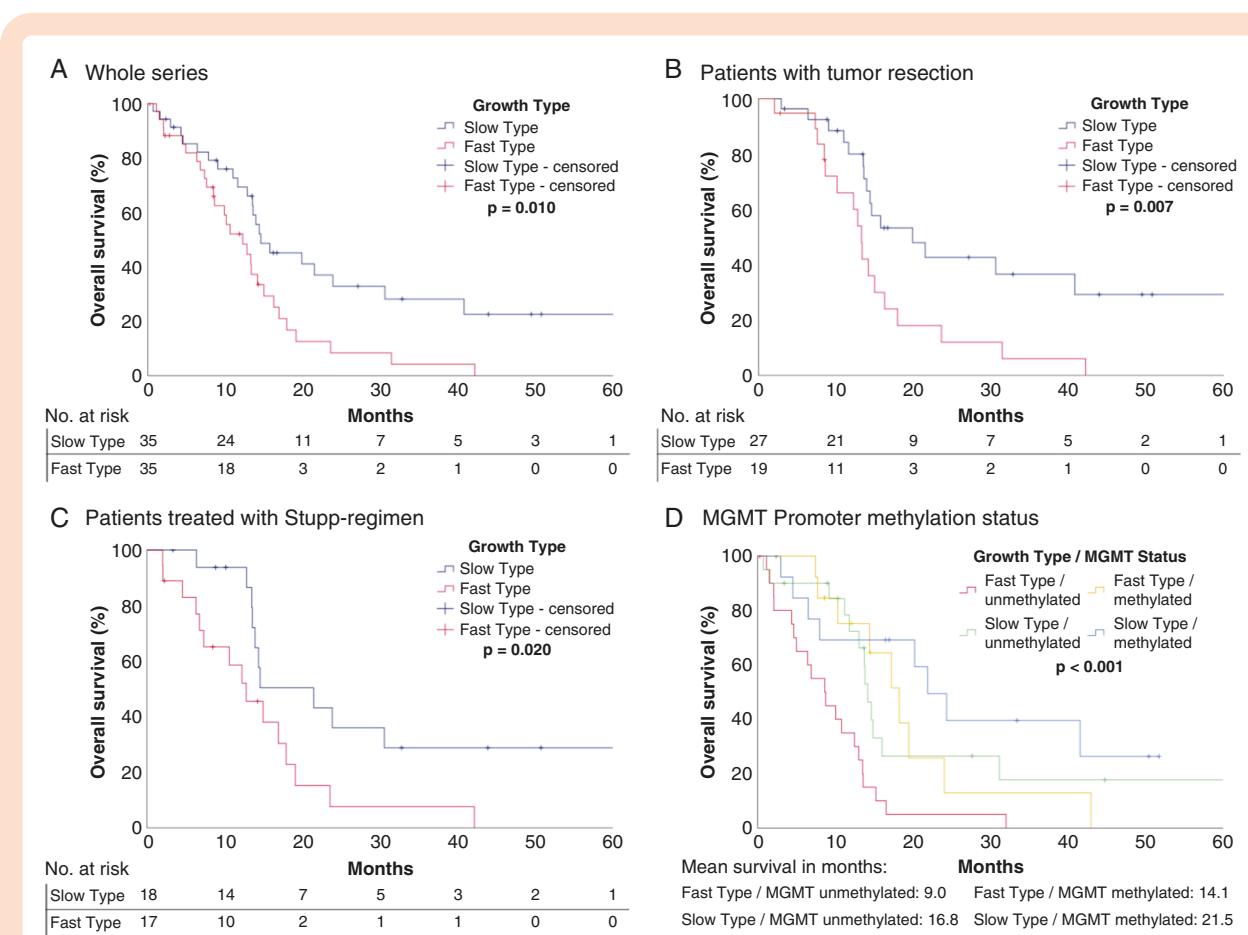 A Whole series
100
80
60
40
20
0
Overall survival (%)
Growth Type
Slow Type
Fast Type
Slow Type - censored
Fast Type - censored
p = 0.010
0 10 20 30 40 50 60
No. at risk Months
Slow Type 35 24 11 7 5 3 1
Fast Type 35 18 3 2 1 0 0
B Patients with tumor resection
100
80
60
40
20
0
Overall survival (%)
Growth Type
Slow Type
Fast Type
Slow Type - censored
Fast Type - censored
p = 0.007
0 10 20 30 40 50 60
No. at risk Months
Slow Type 27 21 9 7 5 2 1
Fast Type 19 11 3 2 1 0 0
C Patients treated with Stupp-regimen
100
80
60
40
20
0
Overall survival (%)
Growth Type
Slow Type
Fast Type
Slow Type - censored
Fast Type - censored
p = 0.020
0 10 20 30 40 50 60
No. at risk Months
Slow Type 18 14 7 5 3 2 1
Fast Type 17 10 2 1 1 0 0
D MGMT Promoter methylation status
100
80
60
40
20
0
Overall survival (%)
Growth Type / MGMT Status
Fast Type / unmethylated
Fast Type / methylated
Slow Type / unmethylated
Slow Type / methylated
p < 0.001
0 10 20 30 40 50 60
Mean survival in months: Months
Fast Type / MGMT unmethylated: 9.0 Fast Type / MGMT methylated: 14.1
Slow Type / MGMT unmethylated: 16.8 Slow Type / MGMT methylated: 21.5